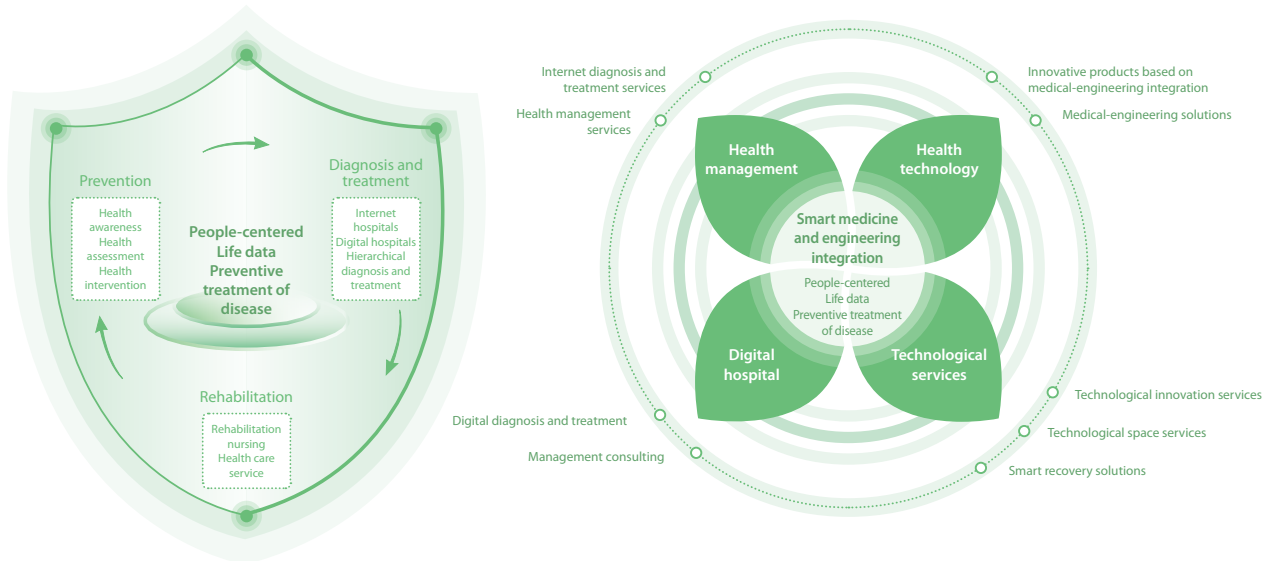 Prevention
Health
awareness
Health
assessment
Health
intervention
People-centered
Life data
Preventive
treatment of
disease
Diagnosis and
treatment
Internet
hospitals
Digital hospitals
Hierarchical
diagnosis and
treatment
Rehabilitation
Rehabilitation
nursing
Health care
service
Internet diagnosis and
treatment services
Health management
services
Innovative products based on
medical-engineering integration
Medical-engineering solutions
Health
management
Health
technology
Smart medicine
and engineering
integration
People-centered
Life data
Preventive treatment
of disease
Digital
hospital
Technological
services
Digital diagnosis and treatment
Management consulting
Technological innovation services
Technological space services
Smart recovery solutions